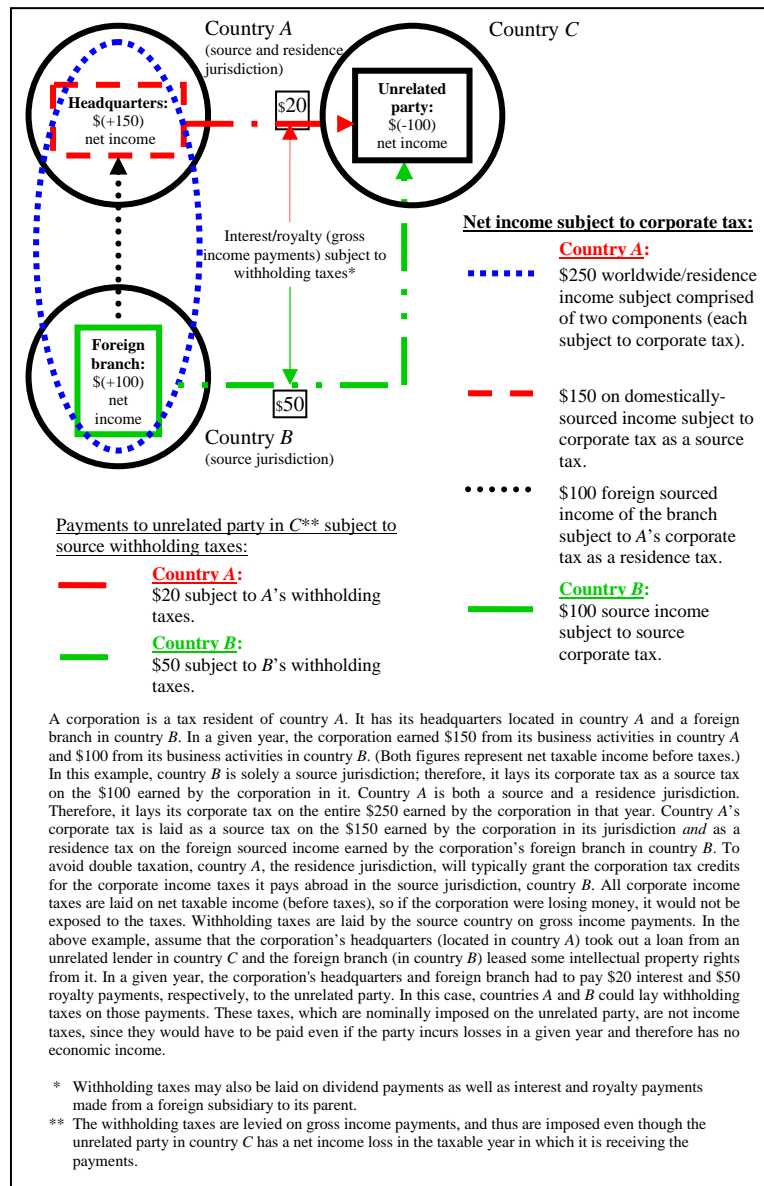 Country A
(source and residence
jurisdiction)
Country C
Headquarters:
$(+150)
net income
$20
Unrelated
party:
$(-100)
net income
Interest/royalty (gross
income payments) subject to
withholding taxes*
Foreign
branch:
$(+100)
net
income
$50
Country B
(source jurisdiction)
Net income subject to corporate tax:
Country A:
$250 worldwide/residence
income subject comprised
of two components (each
subject to corporate tax).
$150 on domestically-
sourced income subject to
corporate tax as a source
tax.
$100 foreign sourced
income of the branch
subject to A’s corporate
tax as a residence tax.
Country B:
$100 source income
subject to source
corporate tax.
Payments to unrelated party in C** subject to
source withholding taxes:
Country A:
$20 subject to A’s withholding
taxes.
Country B:
$50 subject to B’s withholding
taxes.
A corporation is a tax resident of country A. It has its headquarters located in country A and a foreign
branch in country B. In a given year, the corporation earned $150 from its business activities in country A
and $100 from its business activities in country B. (Both figures represent net taxable income before taxes.)
In this example, country B is solely a source jurisdiction; therefore, it lays its corporate tax as a source tax
on the $100 earned by the corporation in it. Country A is both a source and a residence jurisdiction.
Therefore, it lays its corporate tax on the entire $250 earned by the corporation in that year. Country A’s
corporate tax is laid as a source tax on the $150 earned by the corporation in its jurisdiction and as a
residence tax on the foreign sourced income earned by the corporation’s foreign branch in country B. To
avoid double taxation, country A, the residence jurisdiction, will typically grant the corporation tax credits
for the corporate income taxes it pays abroad in the source jurisdiction, country B. All corporate income
taxes are laid on net taxable income (before taxes), so if the corporation were losing money, it would not be
exposed to the taxes. Withholding taxes are laid by the source country on gross income payments. In the
above example, assume that the corporation’s headquarters (located in country A) took out a loan from an
unrelated lender in country C and the foreign branch (in country B) leased some intellectual property rights
from it. In a given year, the corporation's headquarters and foreign branch had to pay $20 interest and $50
royalty payments, respectively, to the unrelated party. In this case, countries A and B could lay withholding
taxes on those payments. These taxes, which are nominally imposed on the unrelated party, are not income
taxes, since they would have to be paid even if the party incurs losses in a given year and therefore has no
economic income.
* Withholding taxes may also be laid on dividend payments as well as interest and royalty payments
made from a foreign subsidiary to its parent.
** The withholding taxes are levied on gross income payments, and thus are imposed even though the
unrelated party in country C has a net income loss in the taxable year in which it is receiving the
payments.